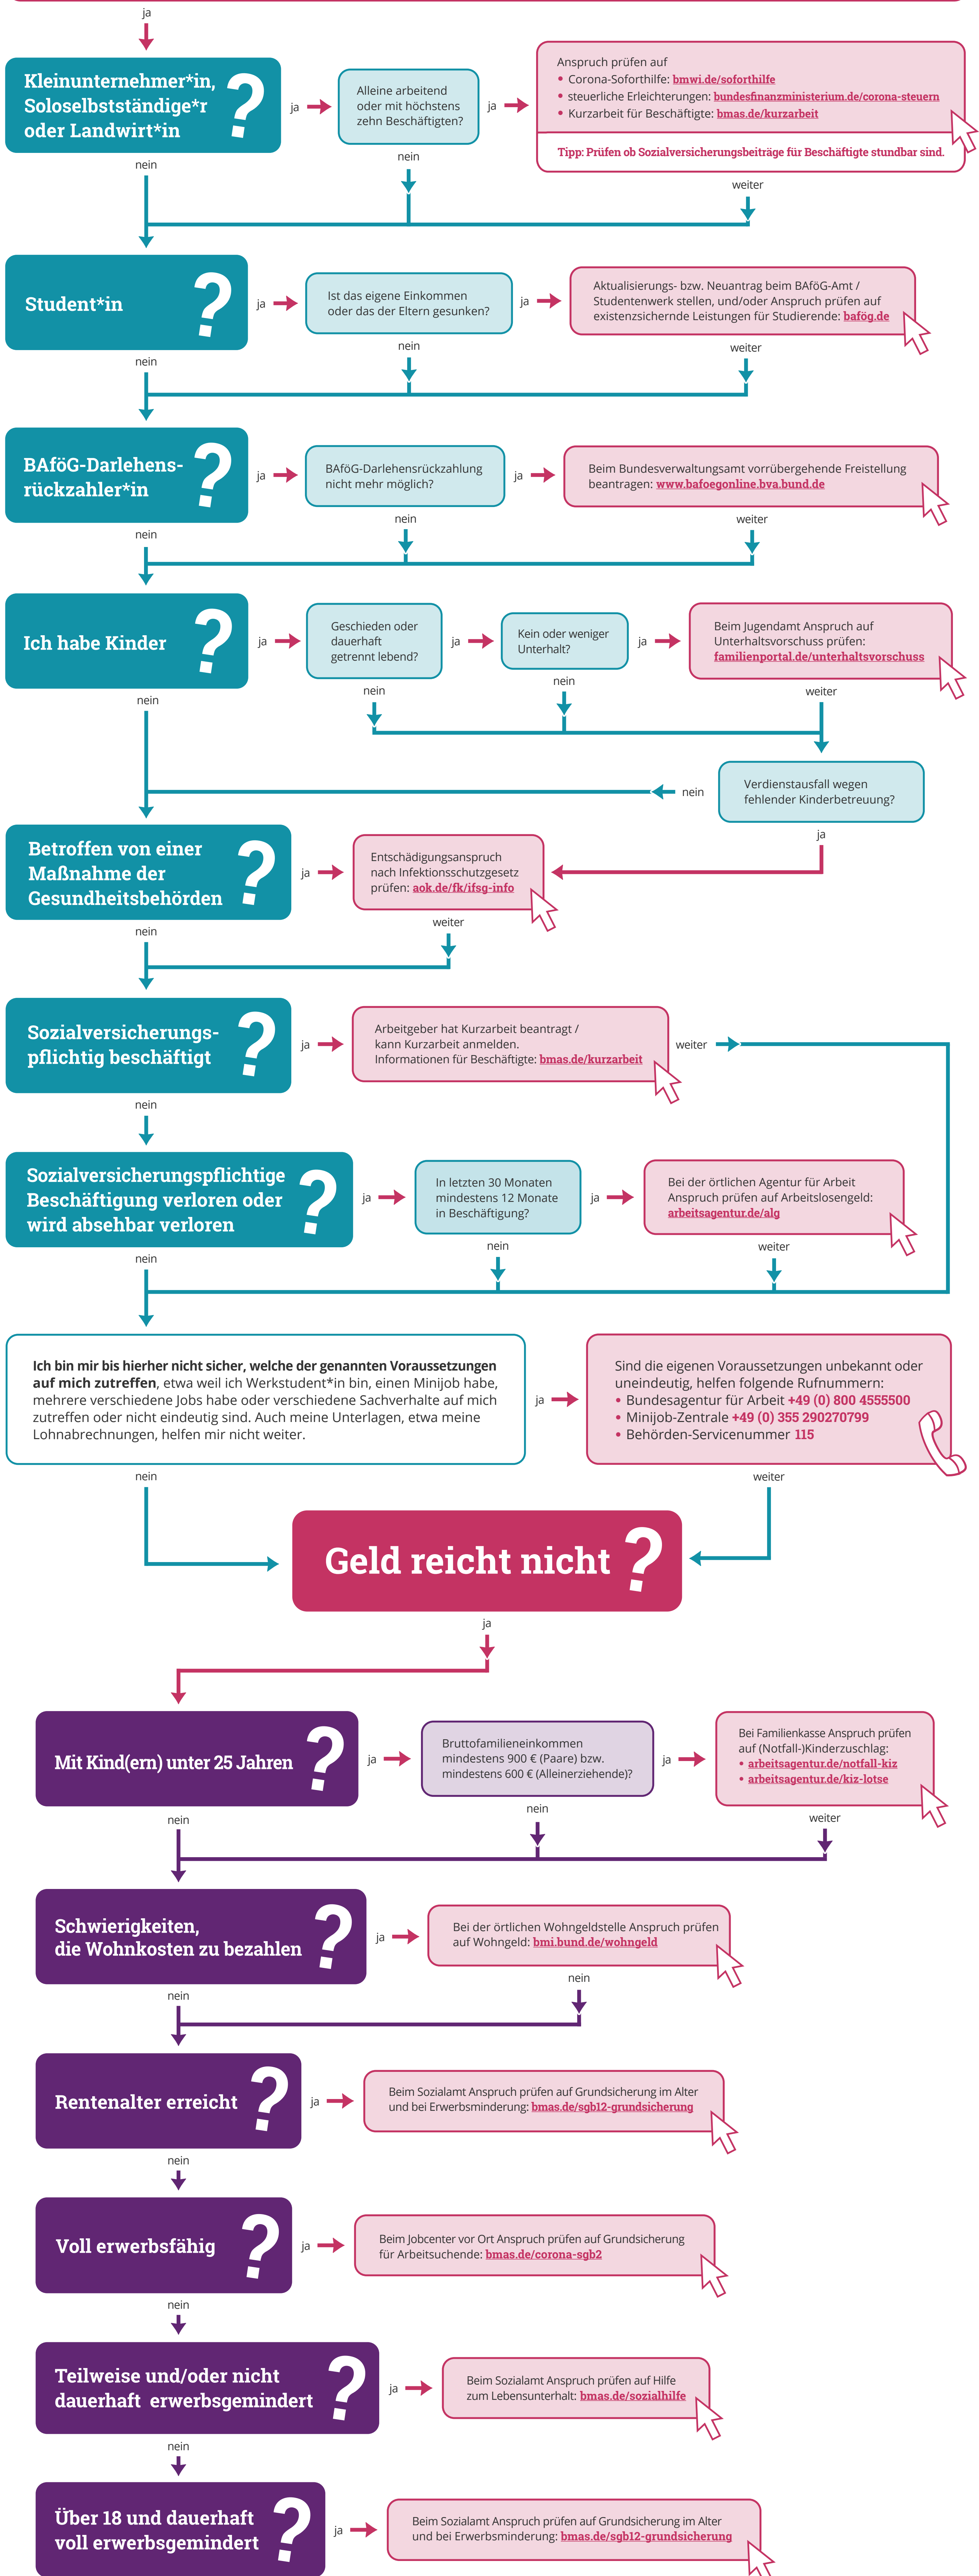 ja
Kleinunternehmer*in,
Soloselbstständige*r
oder Landwirt*in
?
ja
Alleine arbeitend
oder mit höchstens
zehn Beschäftigten?
ja
Anspruch prüfen auf
• Corona-Soforthilfe: bmwi.de/soforthilfe
• steuerliche Erleichterungen: bundesfinanzministerium.de/corona-steuern
• Kurzarbeit für Beschäftigte: bmas.de/kurzarbeit
Tipp: Prüfen ob Sozialversicherungsbeiträge für Beschäftigte stundbar sind.
nein
nein
weiter
Student*in
?
ja
Ist das eigene Einkommen
oder das der Eltern gesunken?
ja
Aktualisierungs- bzw. Neuantrag beim BAföG-Amt /
Studentenwerk stellen, und/oder Anspruch prüfen auf
existenzsichernde Leistungen für Studierende: bafög.de
nein
nein
weiter
BAföG-Darlehens-
rückzahler*in
?
ja
BAföG-Darlehensrückzahlung
nicht mehr möglich?
ja
Beim Bundesverwaltungsamt vorrübergehende Freistellung
beantragen: www.bafoegonline.bva.bund.de
nein
nein
weiter
Ich habe Kinder
?
ja
Geschieden oder
dauerhaft
getrennt lebend?
ja
Kein oder weniger
Unterhalt?
ja
Beim Jugendamt Anspruch auf
Unterhaltsvorschuss prüfen:
familienportal.de/unterhaltsvorschuss
nein
nein
nein
weiter
nein
Verdienstausfall wegen
fehlender Kinderbetreuung?
ja
Betroffen von einer
Maßnahme der
Gesundheitsbehörden
?
ja
Entschädigungsanspruch
nach Infektionsschutzgesetz
prüfen: aok.de/fk/ifsg-info
nein
weiter
Sozialversicherungs-
pflichtig beschäftigt
?
ja
Arbeitgeber hat Kurzarbeit beantragt /
kann Kurzarbeit anmelden.
Informationen für Beschäftigte: bmas.de/kurzarbeit
weiter
nein
Sozialversicherungspflichtige
Beschäftigung verloren oder
wird absehbar verloren
?
ja
In letzten 30 Monaten
mindestens 12 Monate
in Beschäftigung?
ja
Bei der örtlichen Agentur für Arbeit
Anspruch prüfen auf Arbeitslosengeld:
arbeitsagentur.de/alg
nein
nein
weiter
Ich bin mir bis hierher nicht sicher, welche der genannten Voraussetzungen
auf mich zutreffen, etwa weil ich Werkstudent*in bin, einen Minijob habe,
mehrere verschiedene Jobs habe oder verschiedene Sachverhalte auf mich
zutreffen oder nicht eindeutig sind. Auch meine Unterlagen, etwa meine
Lohnabrechnungen, helfen mir nicht weiter.
ja
Sind die eigenen Voraussetzungen unbekannt oder
uneindeutig, helfen folgende Rufnummern:
• Bundesagentur für Arbeit +49 (0) 800 4555500
• Minijob-Zentrale +49 (0) 355 290270799
• Behörden-Servicenummer 115
nein
weiter
Geld reicht nicht
?
ja
Mit Kind(ern) unter 25 Jahren
?
ja
Bruttofamilieneinkommen
mindestens 900 € (Paare) bzw.
mindestens 600 € (Alleinerziehende)?
ja
Bei Familienkasse Anspruch prüfen
auf (Notfall-)Kinderzuschlag:
• arbeitsagentur.de/notfall-kiz
• arbeitsagentur.de/kiz-lotse
nein
nein
weiter
Schwierigkeiten,
die Wohnkosten zu bezahlen
?
ja
Bei der örtlichen Wohngeldstelle Anspruch prüfen
auf Wohngeld: bmi.bund.de/wohngeld
nein
nein
Rentenalter erreicht
?
ja
Beim Sozialamt Anspruch prüfen auf Grundsicherung im Alter
und bei Erwerbsminderung: bmas.de/sgb12-grundsicherung
nein
Voll erwerbsfähig
?
ja
Beim Jobcenter vor Ort Anspruch prüfen auf Grundsicherung
für Arbeitsuchende: bmas.de/corona-sgb2
nein
Teilweise und/oder nicht
dauerhaft erwerbsgemindert
?
ja
Beim Sozialamt Anspruch prüfen auf Hilfe
zum Lebensunterhalt: bmas.de/sozialhilfe
nein
Über 18 und dauerhaft
voll erwerbsgemindert
?
ja
Beim Sozialamt Anspruch prüfen auf Grundsicherung im Alter
und bei Erwerbsminderung: bmas.de/sgb12-grundsicherung